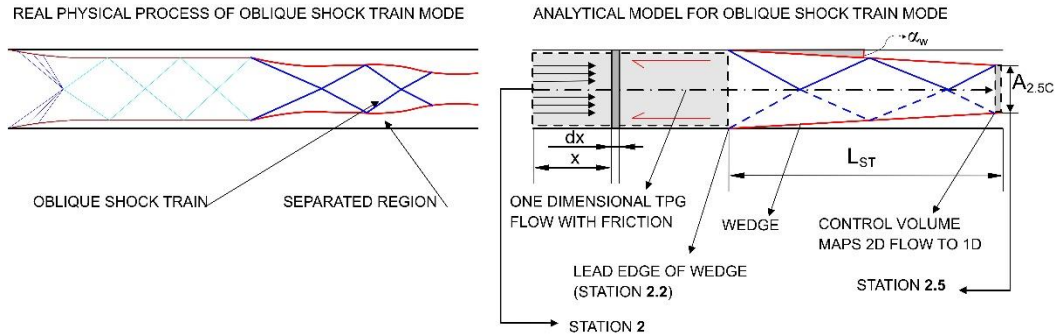 REAL PHYSICAL PROCESS OF OBLIQUE SHOCK TRAIN MODE
OBLIQUE SHOCK TRAIN
SEPARATED REGION
ANALYTICAL MODEL FOR OBLIQUE SHOCK TRAIN MODE
αw
A2.5C
dx
x
LST
ONE DIMENSIONAL TPG
FLOW WITH FRICTION
WEDGE
CONTROL VOLUME
MAPS 2D FLOW TO 1D
LEAD EDGE OF WEDGE
(STATION 2.2)
STATION 2.5
STATION 2